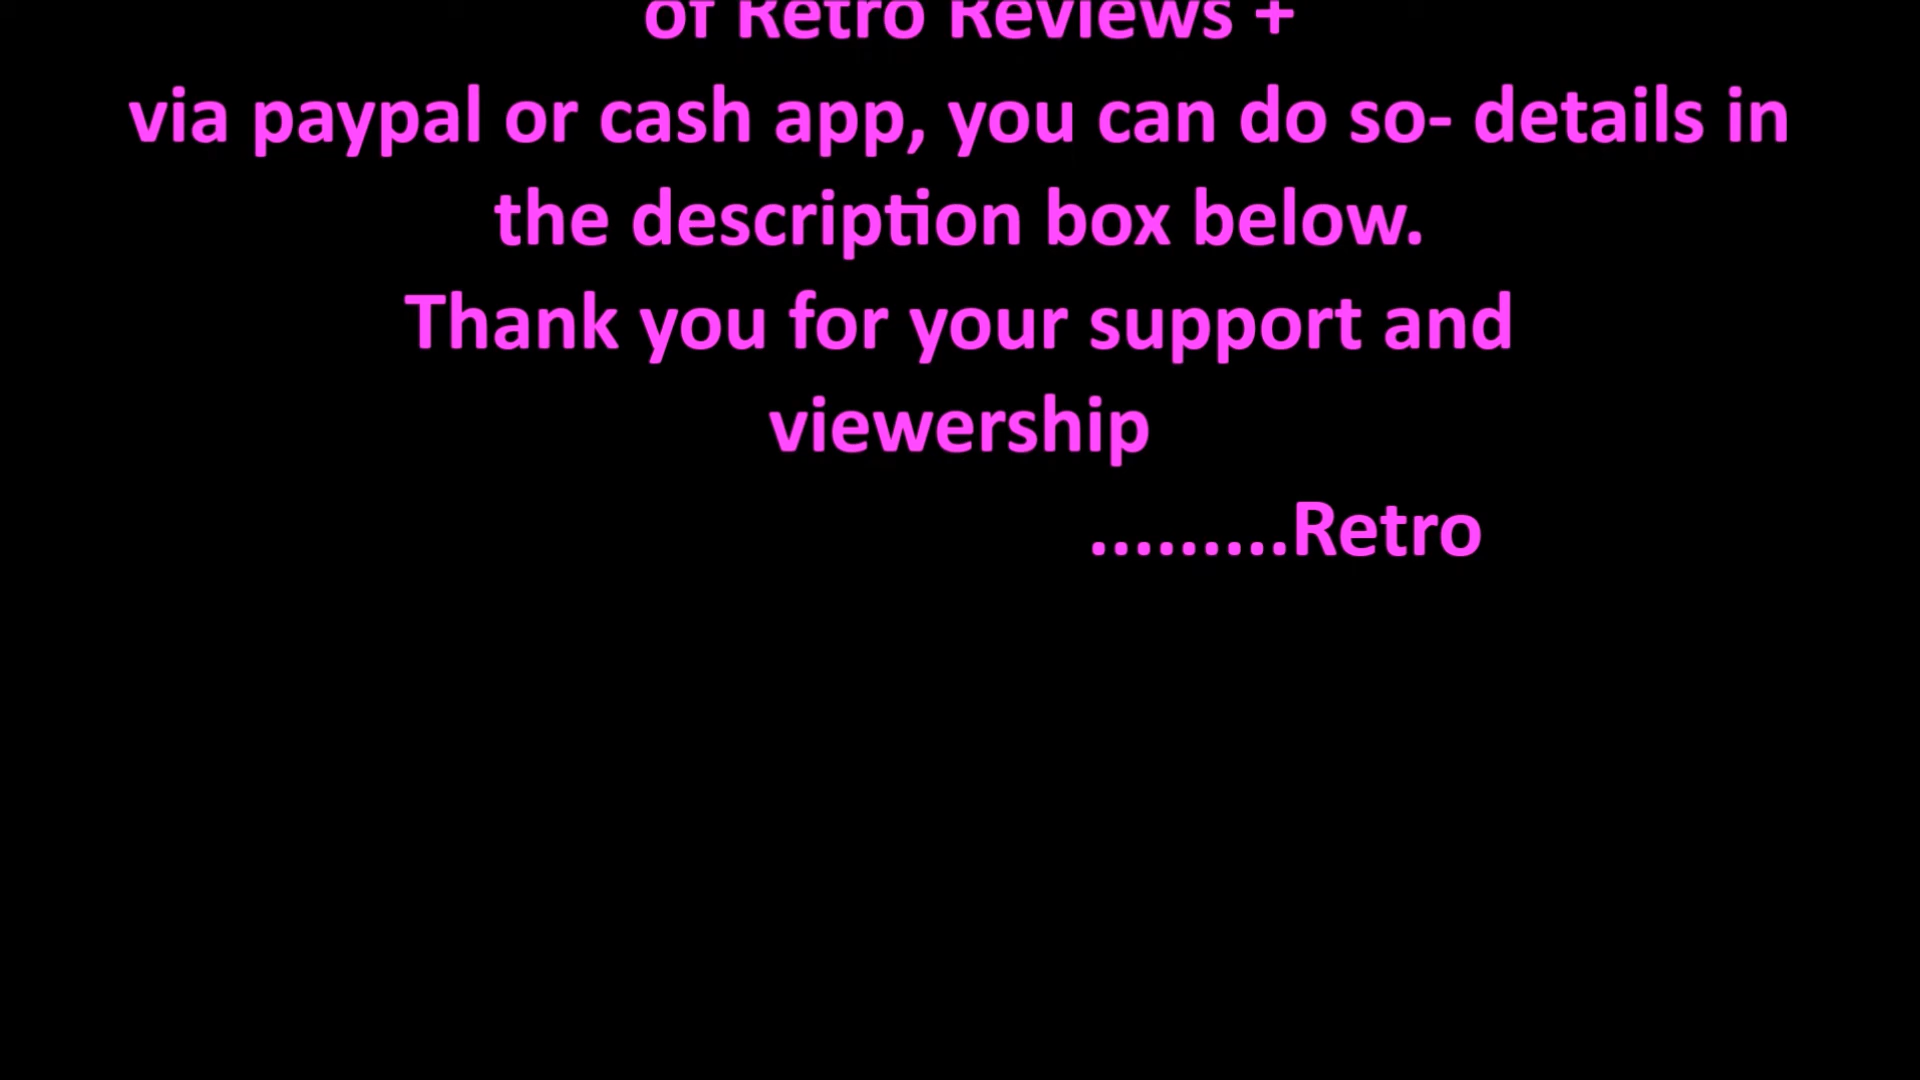 of Retro Reviews +
via paypal or cash app, you can do so- details in
the description box below.
Thank you for your support and
viewership
.........Retro